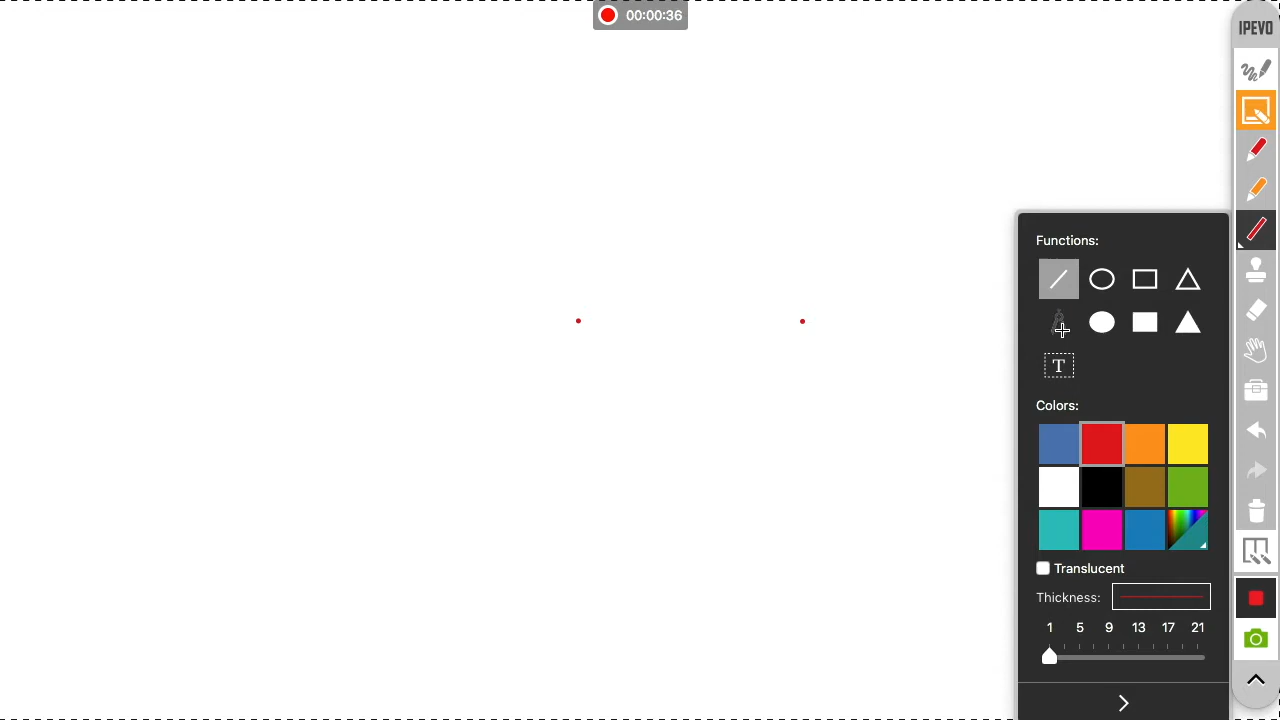 00:00:36
IPEVO
Functions:
T
Colors:
Translucent
Thickness:
1 5 9 13 17 21